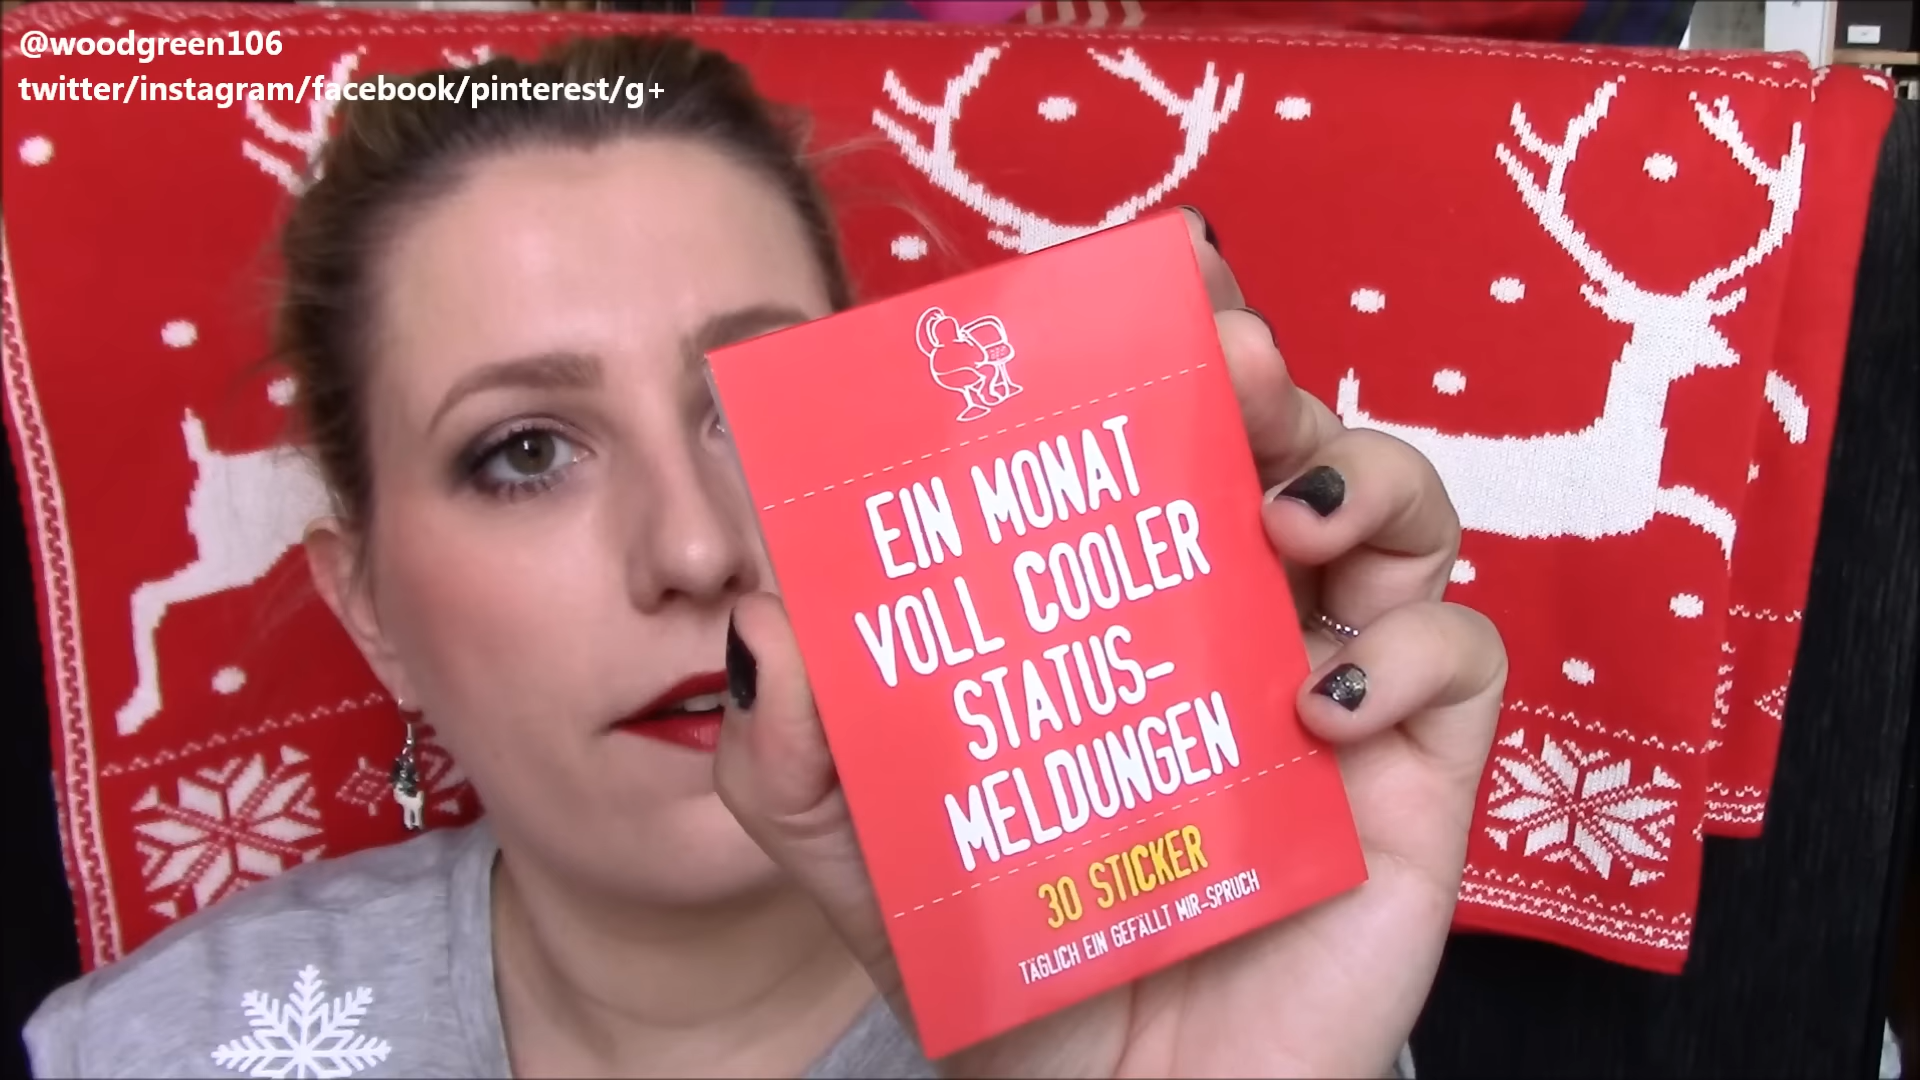 @woodgreen106
twitter/instagram/facebook/pinterest/g+
EIN MONAT
VOLL COOLER
STATUS-
MELDUNGEN
30 STICKER
TÄGLICH EIN GEFÄLLT MIR-SPRUCH